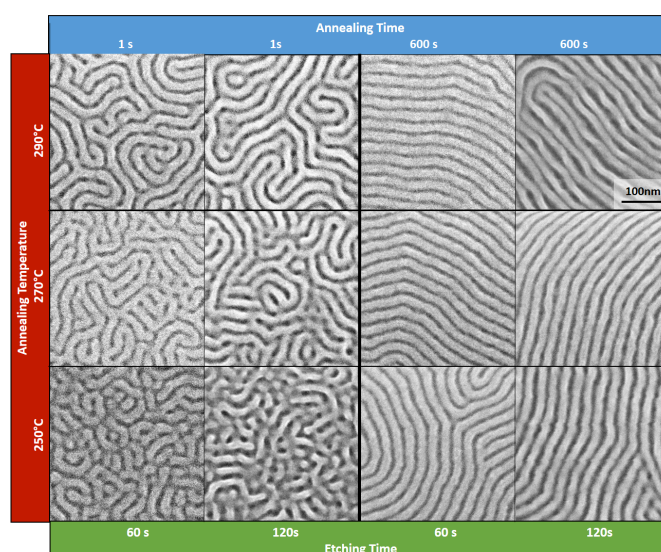 Annealing Time
1 s 1s 600 s 600 s
Annealing Temperature
290°C
270°C
250°C
100nm
60 s 120s 60 s 120s
Etching Time